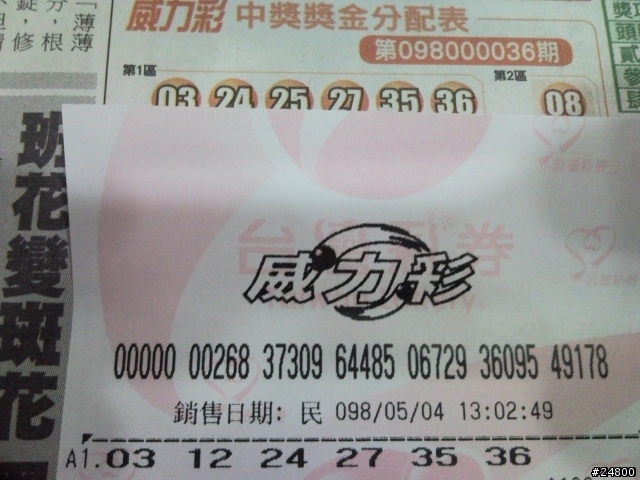 威力彩 中獎獎金分配表
第098000036期
第1區
第2區
03 24 25 27 35 36 08
班花變斑花
威力彩
00000 00268 37309 64485 06729 36095 49178
銷售日期: 民 098/05/04 13:02:49
A1.03 12 24 27 35 36
#24800